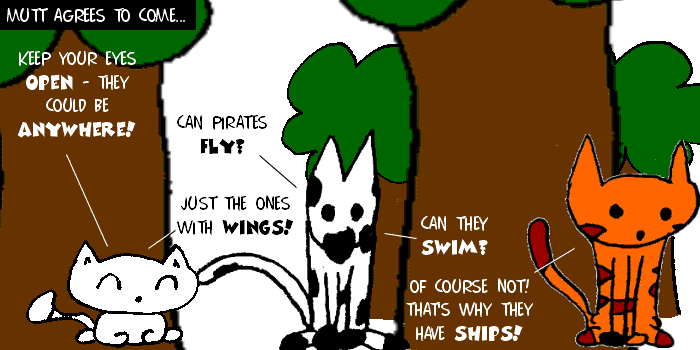 MUTT AGREES TO COME...
KEEP YOUR EYES
OPEN - THEY
COULD BE
ANYWHERE!
CAN PIRATES
FLY?
JUST THE ONES
WITH WINGS!
CAN THEY
SWIM?
OF COURSE NOT!
THAT'S WHY THEY
HAVE SHIPS!